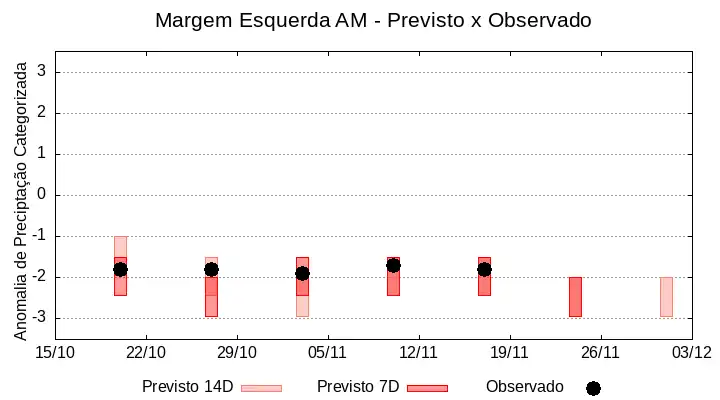 Margem Esquerda AM - Previsto x Observado
Anomalia de Preciptação Categorizada
3
2
1
0
-1
-2
-3
15/10 22/10 29/10 05/11 12/11 19/11 26/11 03/12
Previsto 14D Previsto 7D Observado